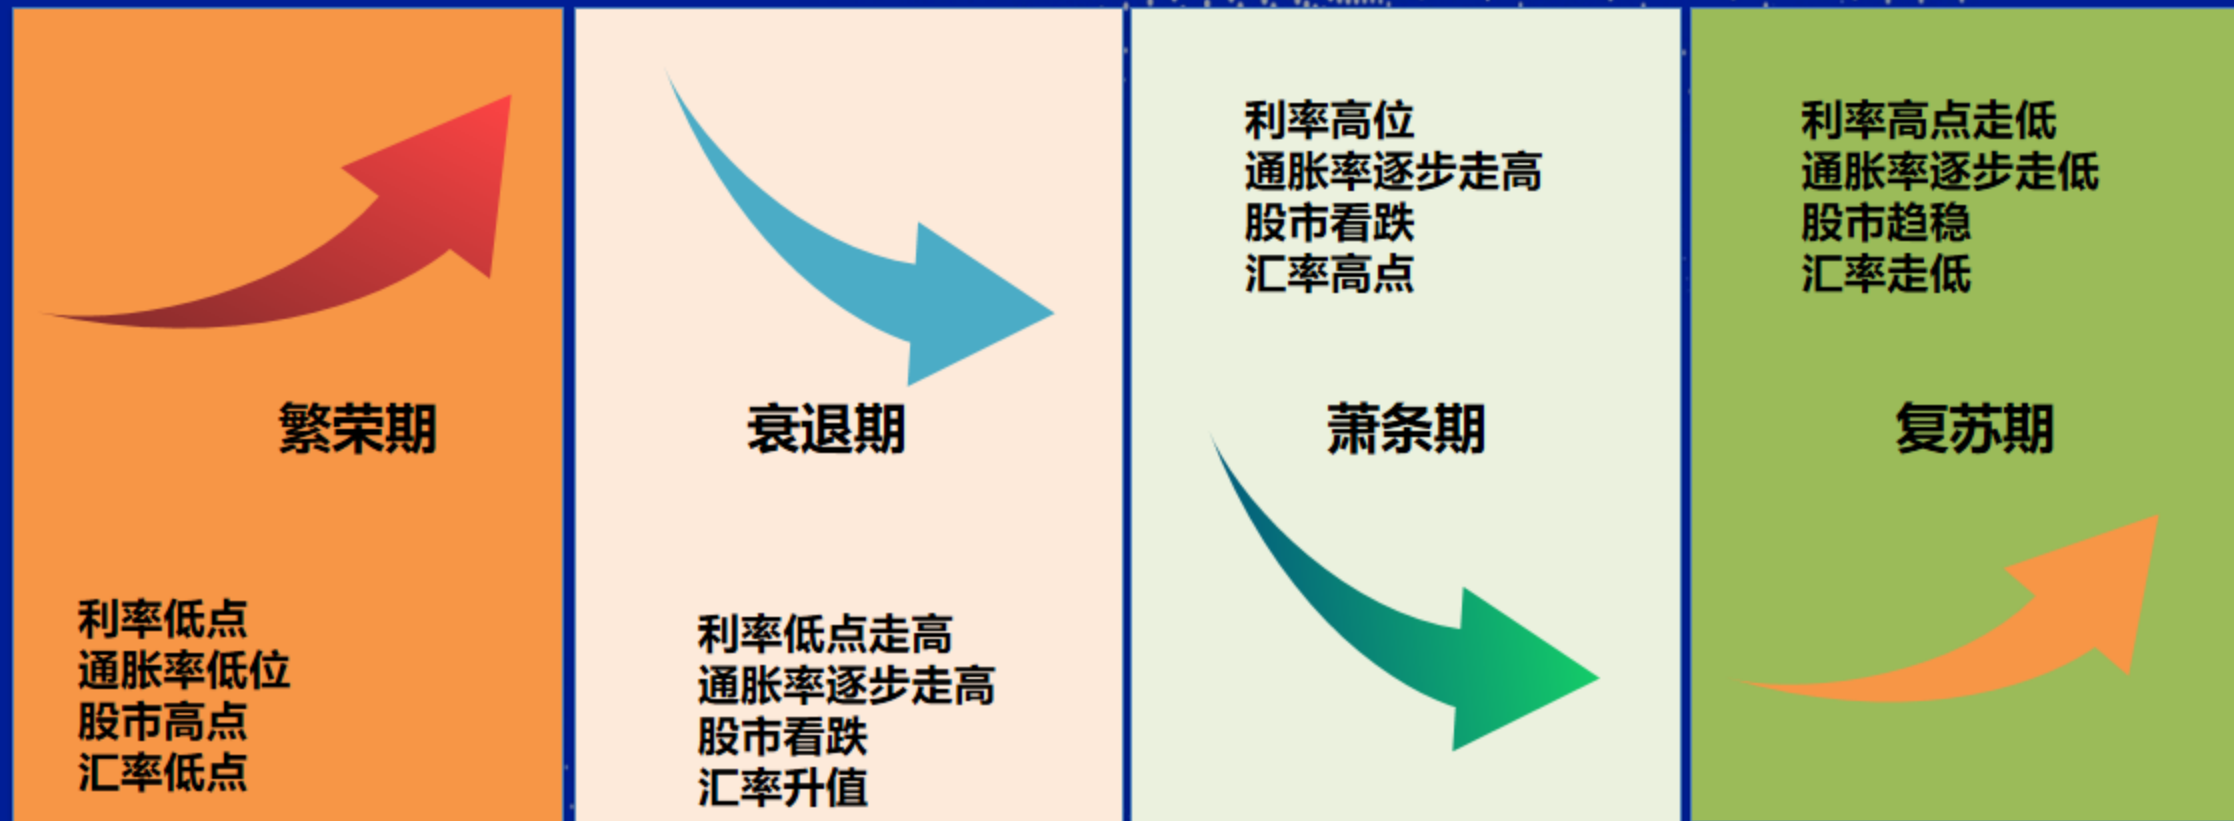 繁荣期
利率低点
通胀率低位
股市高点
汇率低点
衰退期
利率低点走高
通胀率逐步走高
股市看跌
汇率升值
利率高位
通胀率逐步走高
股市看跌
汇率高点
萧条期
利率高点走低
通胀率逐步走低
股市趋稳
汇率走低
复苏期